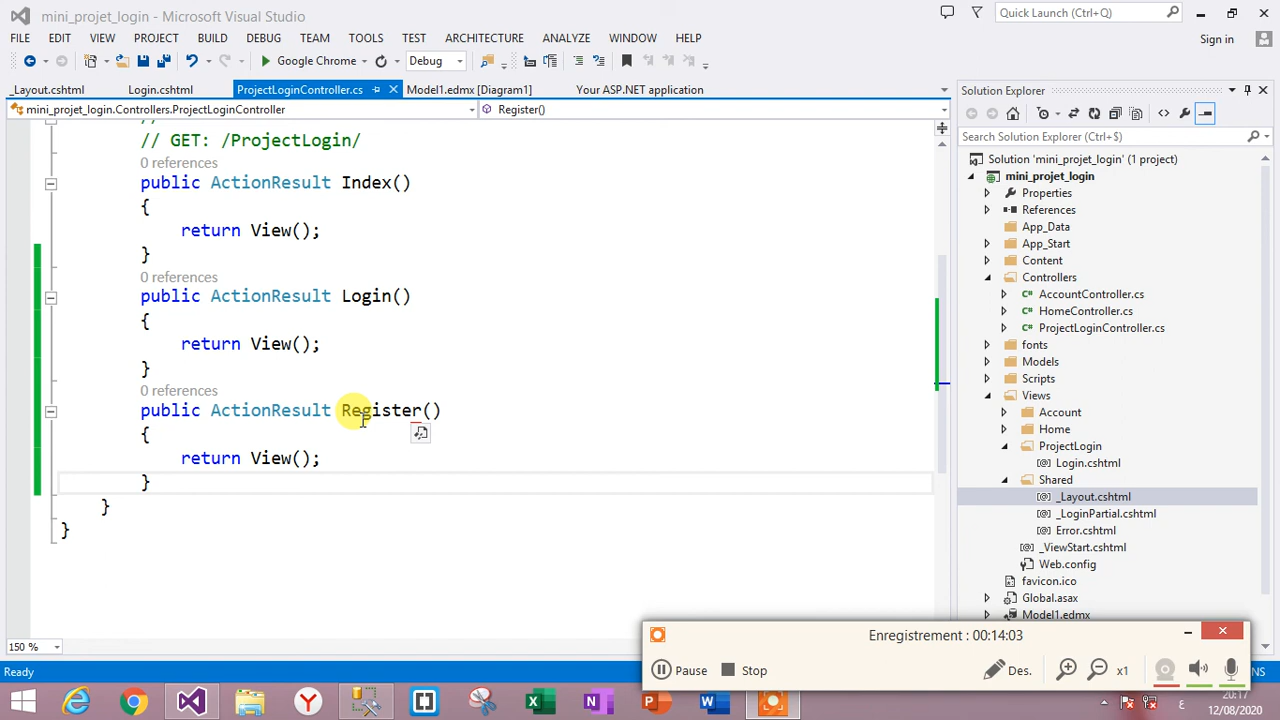 mini_projet_login - Microsoft Visual Studio
Quick Launch (Ctrl+Q)
FILE EDIT VIEW PROJECT BUILD DEBUG TEAM TOOLS TEST ARCHITECTURE ANALYZE WINDOW HELP
Sign in
Google Chrome
Debug
_Layout.cshtml
Login.cshtml
ProjectLoginController.cs
Model1.edmx [Diagram1]
Your ASP.NET application
mini_projet_login.Controllers.ProjectLoginController
Register()
//
// GET: /ProjectLogin/
0 references
public ActionResult Index()
{
return View();
}
0 references
public ActionResult Login()
{
return View();
}
0 references
public ActionResult Register()
{
return View();
}
}
}
150 %
Ready
Solution Explorer
Search Solution Explorer (Ctrl+$)
Solution 'mini_projet_login' (1 project)
mini_projet_login
Properties
References
App_Data
App_Start
Content
Controllers
C# AccountController.cs
C# HomeController.cs
C# ProjectLoginController.cs
fonts
Models
Scripts
Views
Account
Home
ProjectLogin
[@] Login.cshtml
Shared
[@] _Layout.cshtml
[@] _LoginPartial.cshtml
[@] Error.cshtml
[@] _ViewStart.cshtml
Web.config
favicon.ico
Global.asax
Model1.edmx
Enregistrement : 00:14:03
Pause
Stop
Des.
x1
NS
20:17
12/08/2020
ع